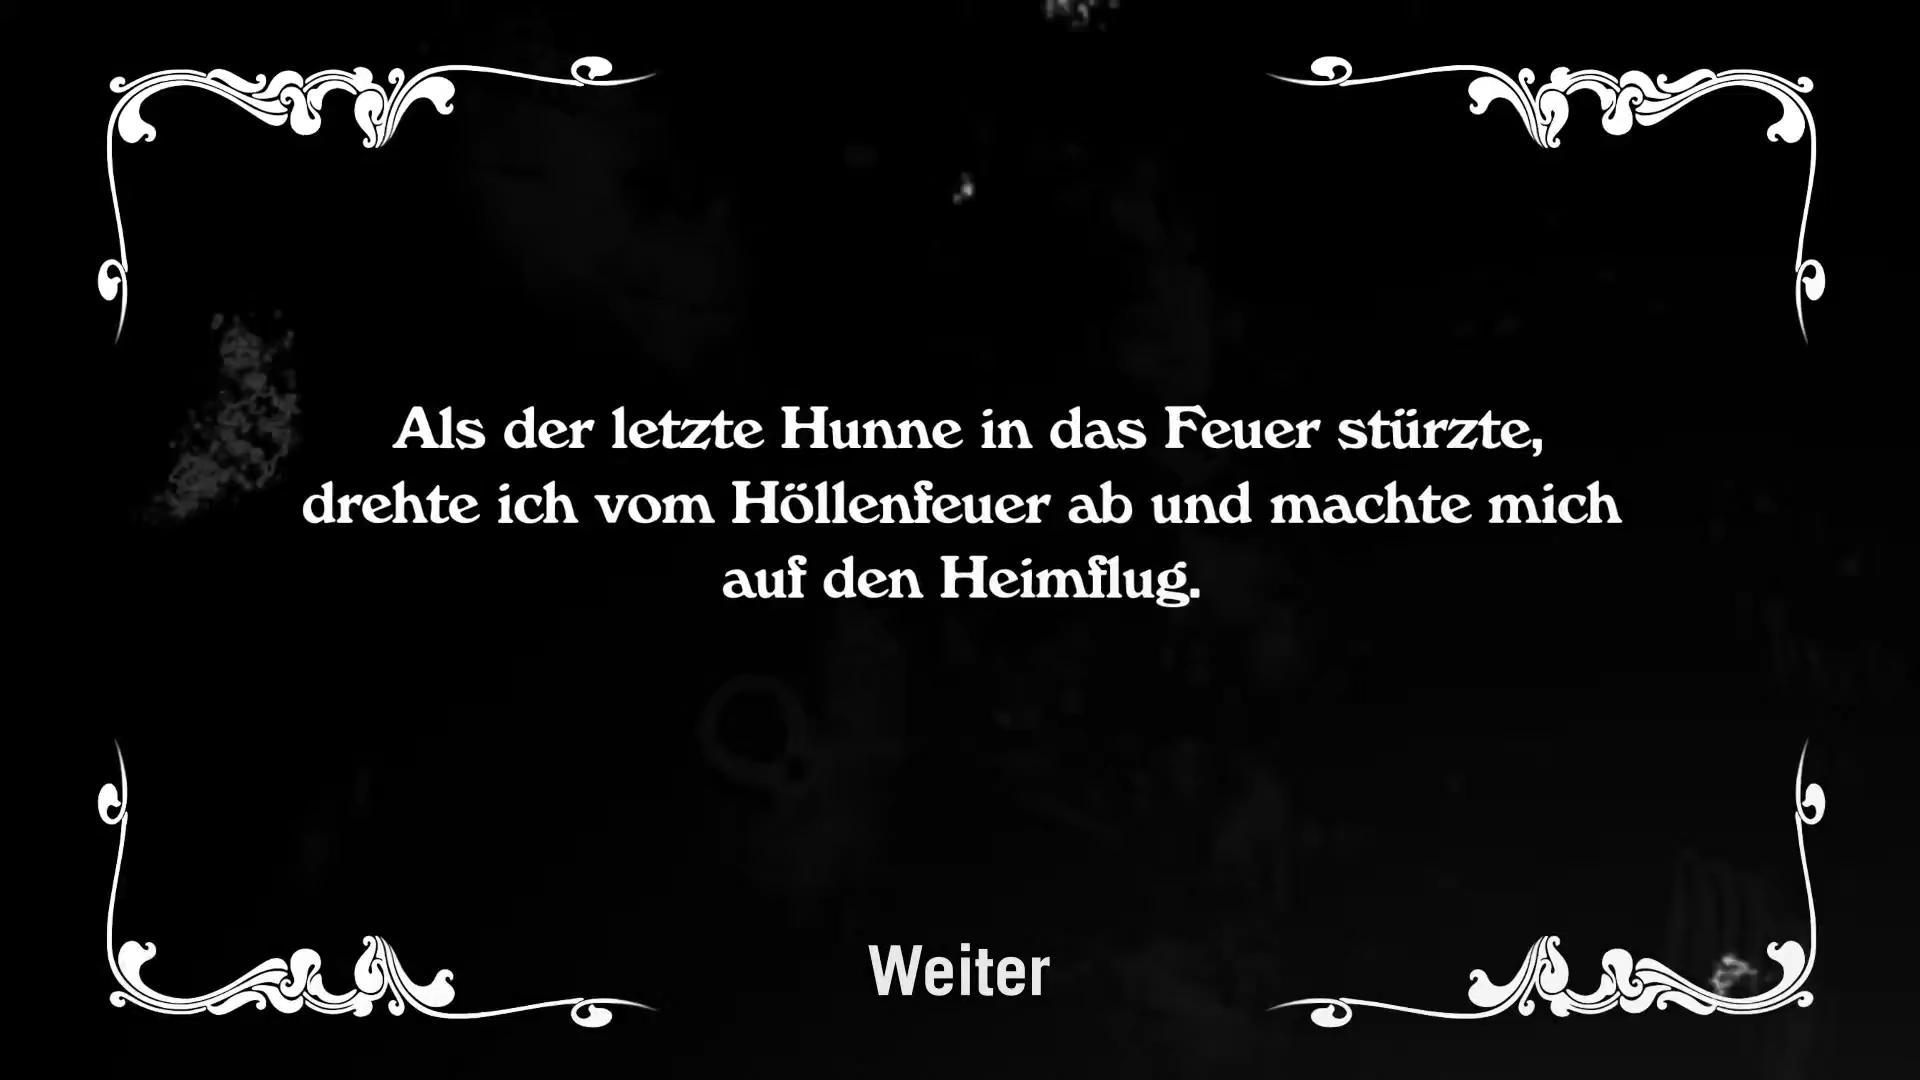 Als der letzte Hunne in das Feuer stürzte,
drehte ich vom Höllenfeuer ab und machte mich
auf den Heimflug.
Weiter